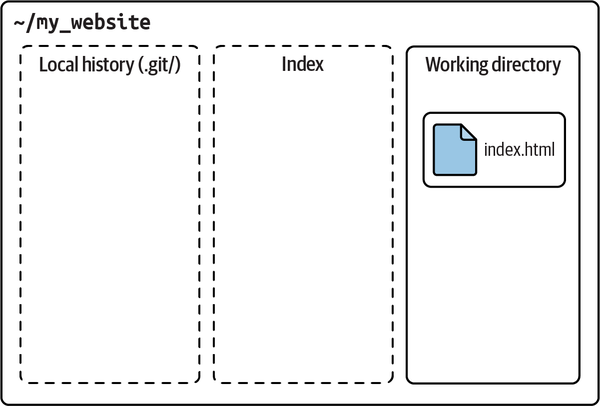 ~/my_website
Local history (.git/)
Index
Working directory
index.html